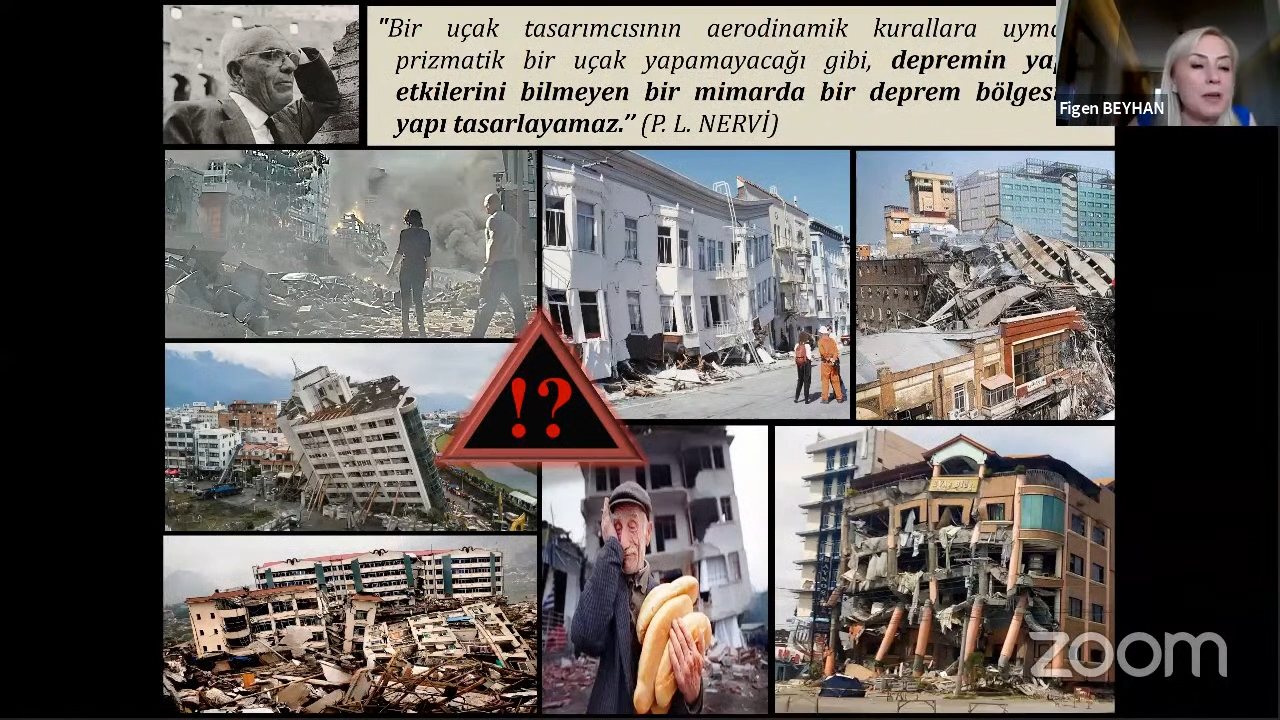 "Bir uçak tasarımcısının aerodinamik kurallara
prizmatik bir uçak yapamayacağı gibi, depremin
etkilerini bilmeyen bir mimarda bir deprem
yapı tasarlayamaz.” (P. L. NERVİ)
Figen BEYHAN
!?
zoom